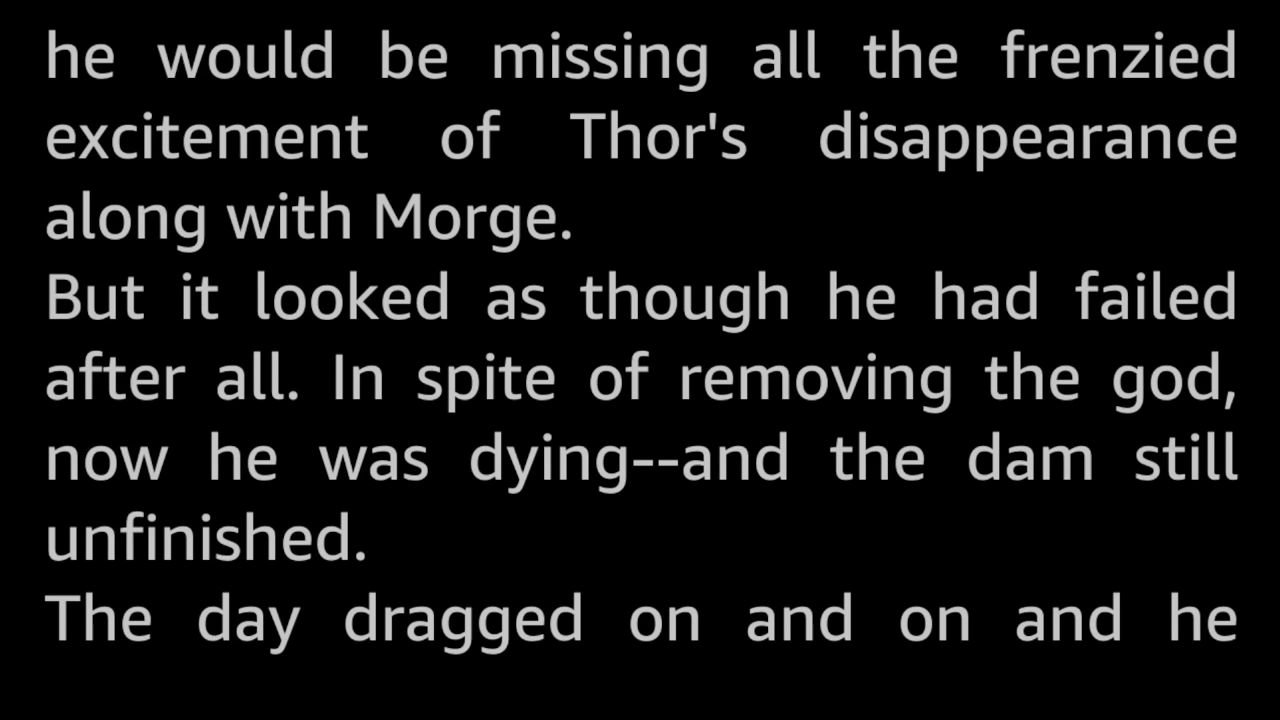 he would be missing all the frenzied
excitement of Thor's disappearance
along with Morge.
But it looked as though he had failed
after all. In spite of removing the god,
now he was dying--and the dam still
unfinished.
The day dragged on and on and he